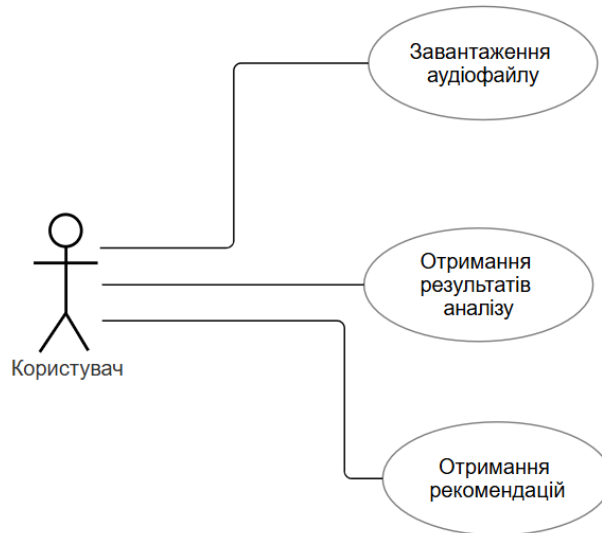 Завантаження
аудіофайлу
Отримання
результатів
аналізу
Користувач
Отримання
рекомендацій